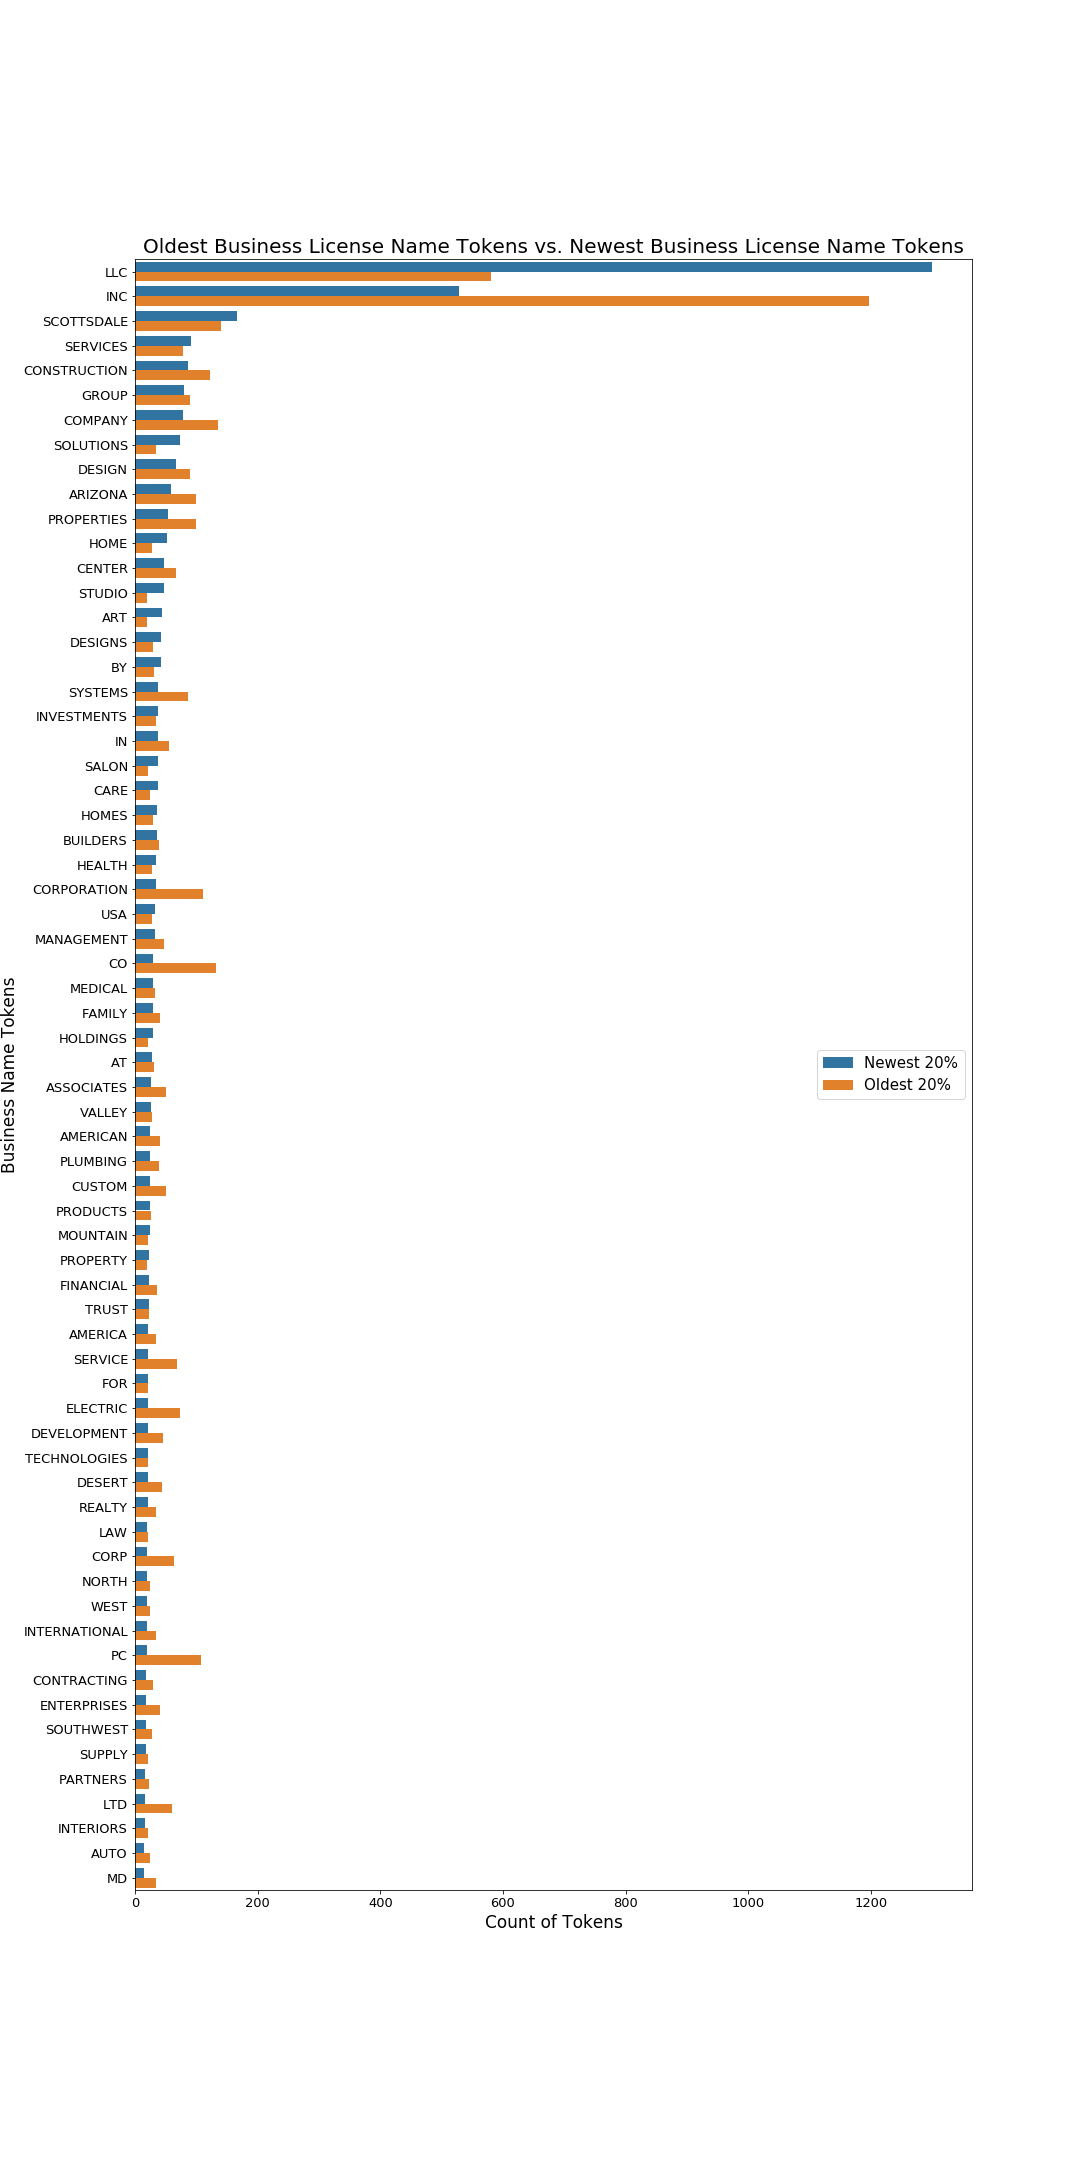 Oldest Business License Name Tokens vs. Newest Business License Name Tokens
LLC
INC
SCOTTSDALE
SERVICES
CONSTRUCTION
GROUP
COMPANY
SOLUTIONS
DESIGN
ARIZONA
PROPERTIES
HOME
CENTER
STUDIO
ART
DESIGNS
BY
SYSTEMS
INVESTMENTS
IN
SALON
CARE
HOMES
BUILDERS
HEALTH
CORPORATION
USA
MANAGEMENT
CO
MEDICAL
FAMILY
HOLDINGS
AT
ASSOCIATES
VALLEY
AMERICAN
PLUMBING
CUSTOM
PRODUCTS
MOUNTAIN
PROPERTY
FINANCIAL
TRUST
AMERICA
SERVICE
FOR
ELECTRIC
DEVELOPMENT
TECHNOLOGIES
DESERT
REALTY
LAW
CORP
NORTH
WEST
INTERNATIONAL
PC
CONTRACTING
ENTERPRISES
SOUTHWEST
SUPPLY
PARTNERS
LTD
INTERIORS
AUTO
MD
Business Name Tokens
Newest 20%
Oldest 20%
0 200 400 600 800 1000 1200
Count of Tokens